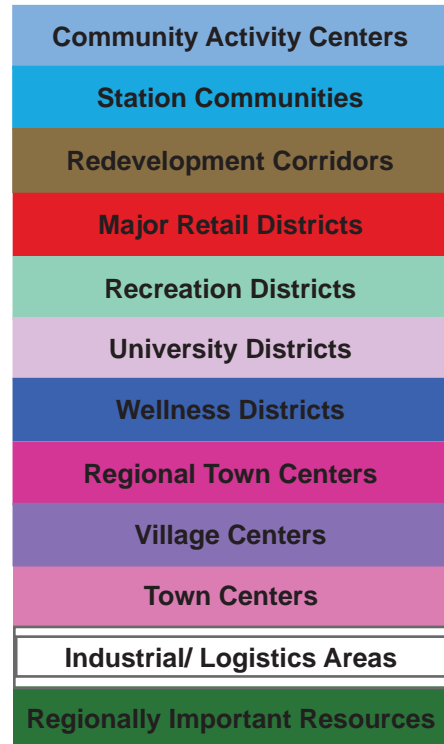 Community Activity Centers
Station Communities
Redevelopment Corridors
Major Retail Districts
Recreation Districts
University Districts
Wellness Districts
Regional Town Centers
Village Centers
Town Centers
Industrial/ Logistics Areas
Regionally Important Resources